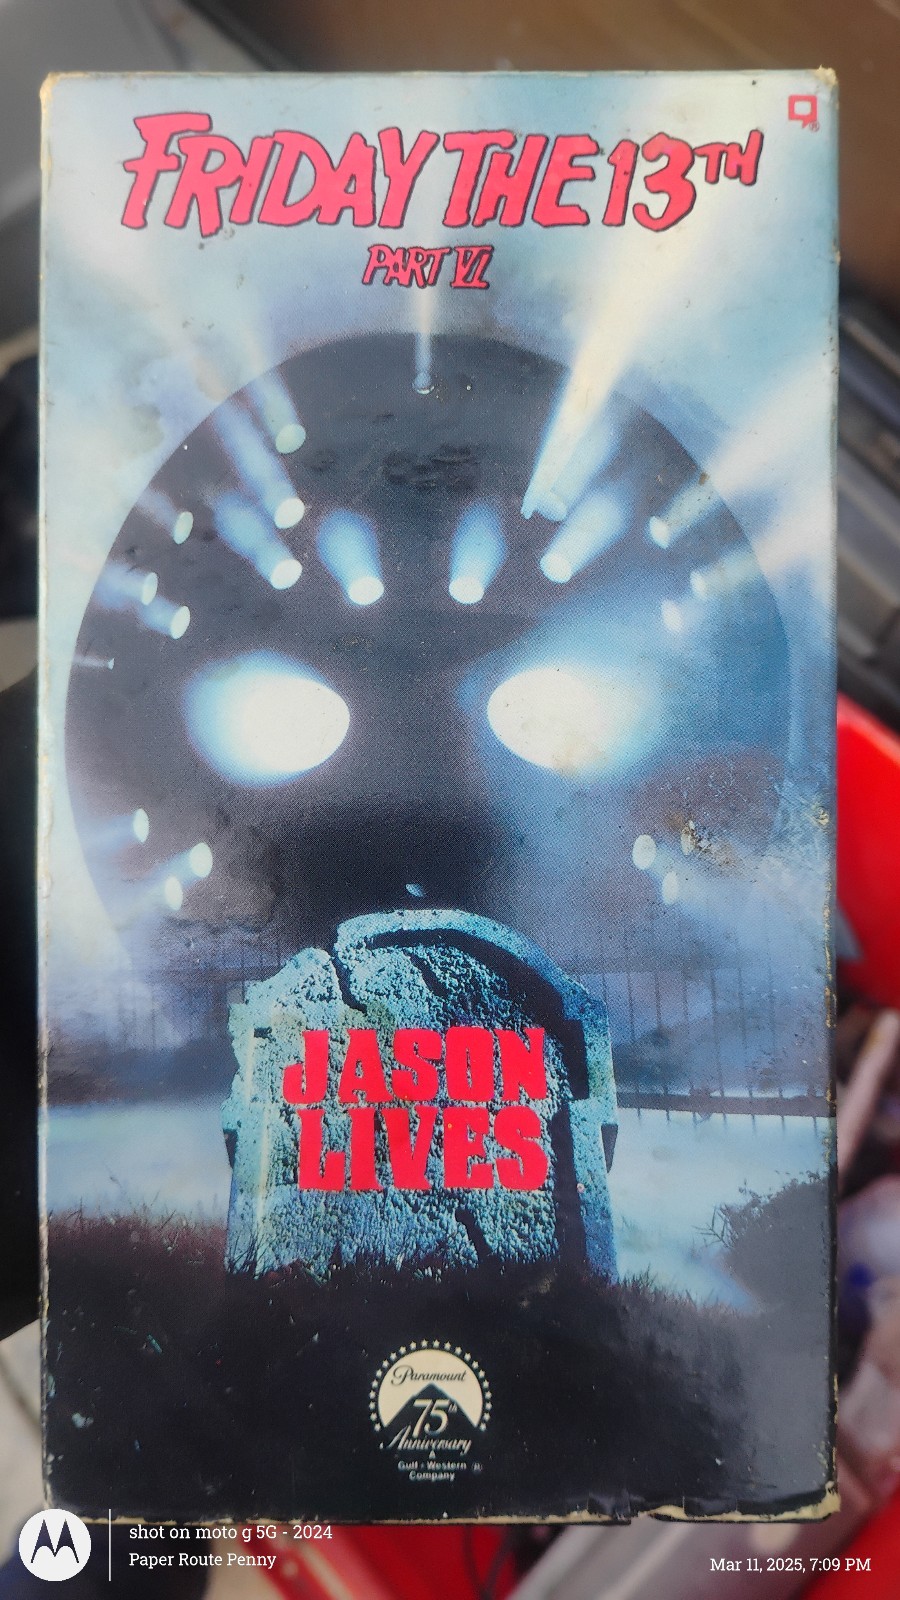 FRIDAY THE 13TH
PART VI
JASON
LIVES
Paramount
75th
Anniversary
A
Gulf + Western
Company
shot on moto g 5G - 2024
Paper Route Penny
Mar 11, 2025, 7:09 PM